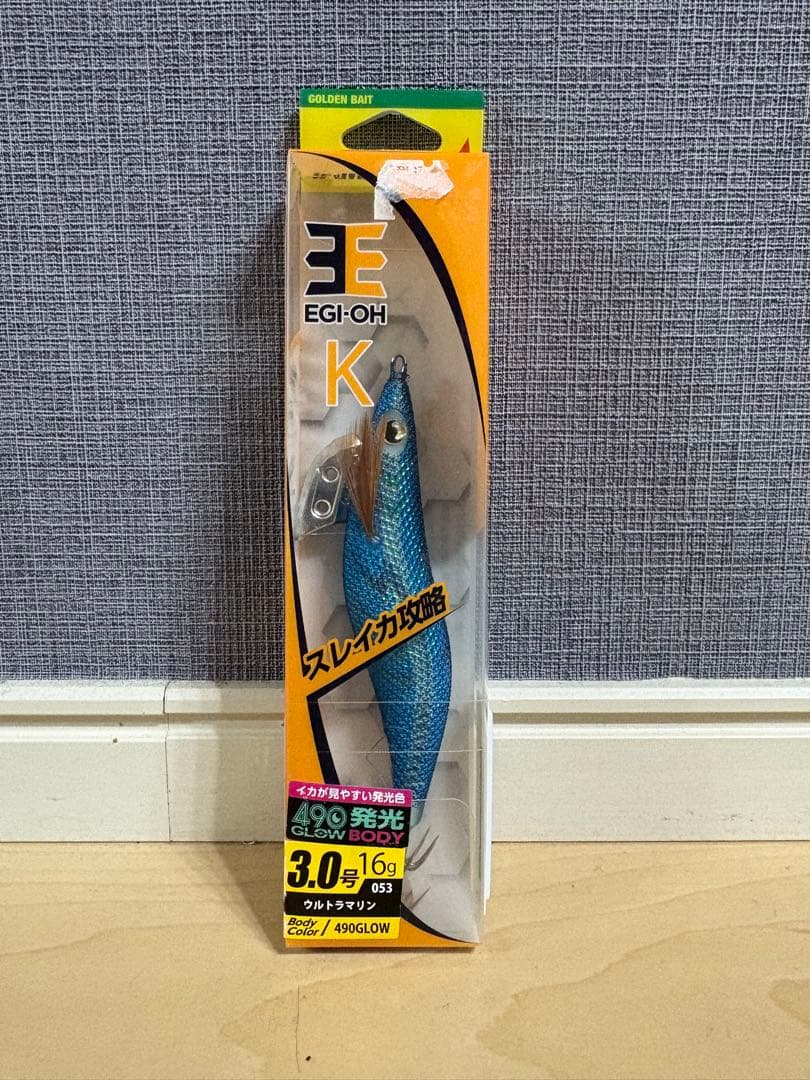 GOLDEN BAIT
EGI-OH
K
スレイカ攻略
イカが見やすい発光色
490 発光
GLOW BODY
3.0号 16g
053
ウルトラマリン
Body
Color / 490GLOW